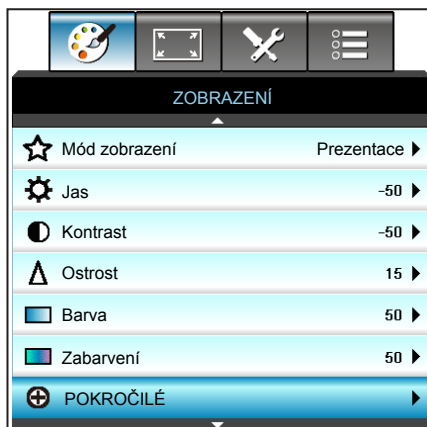 ZOBRAZENÍ
Mód zobrazení Prezentace
Jas -50
Kontrast -50
Ostrost 15
Barva 50
Zabarvení 50
POKROČILÉ